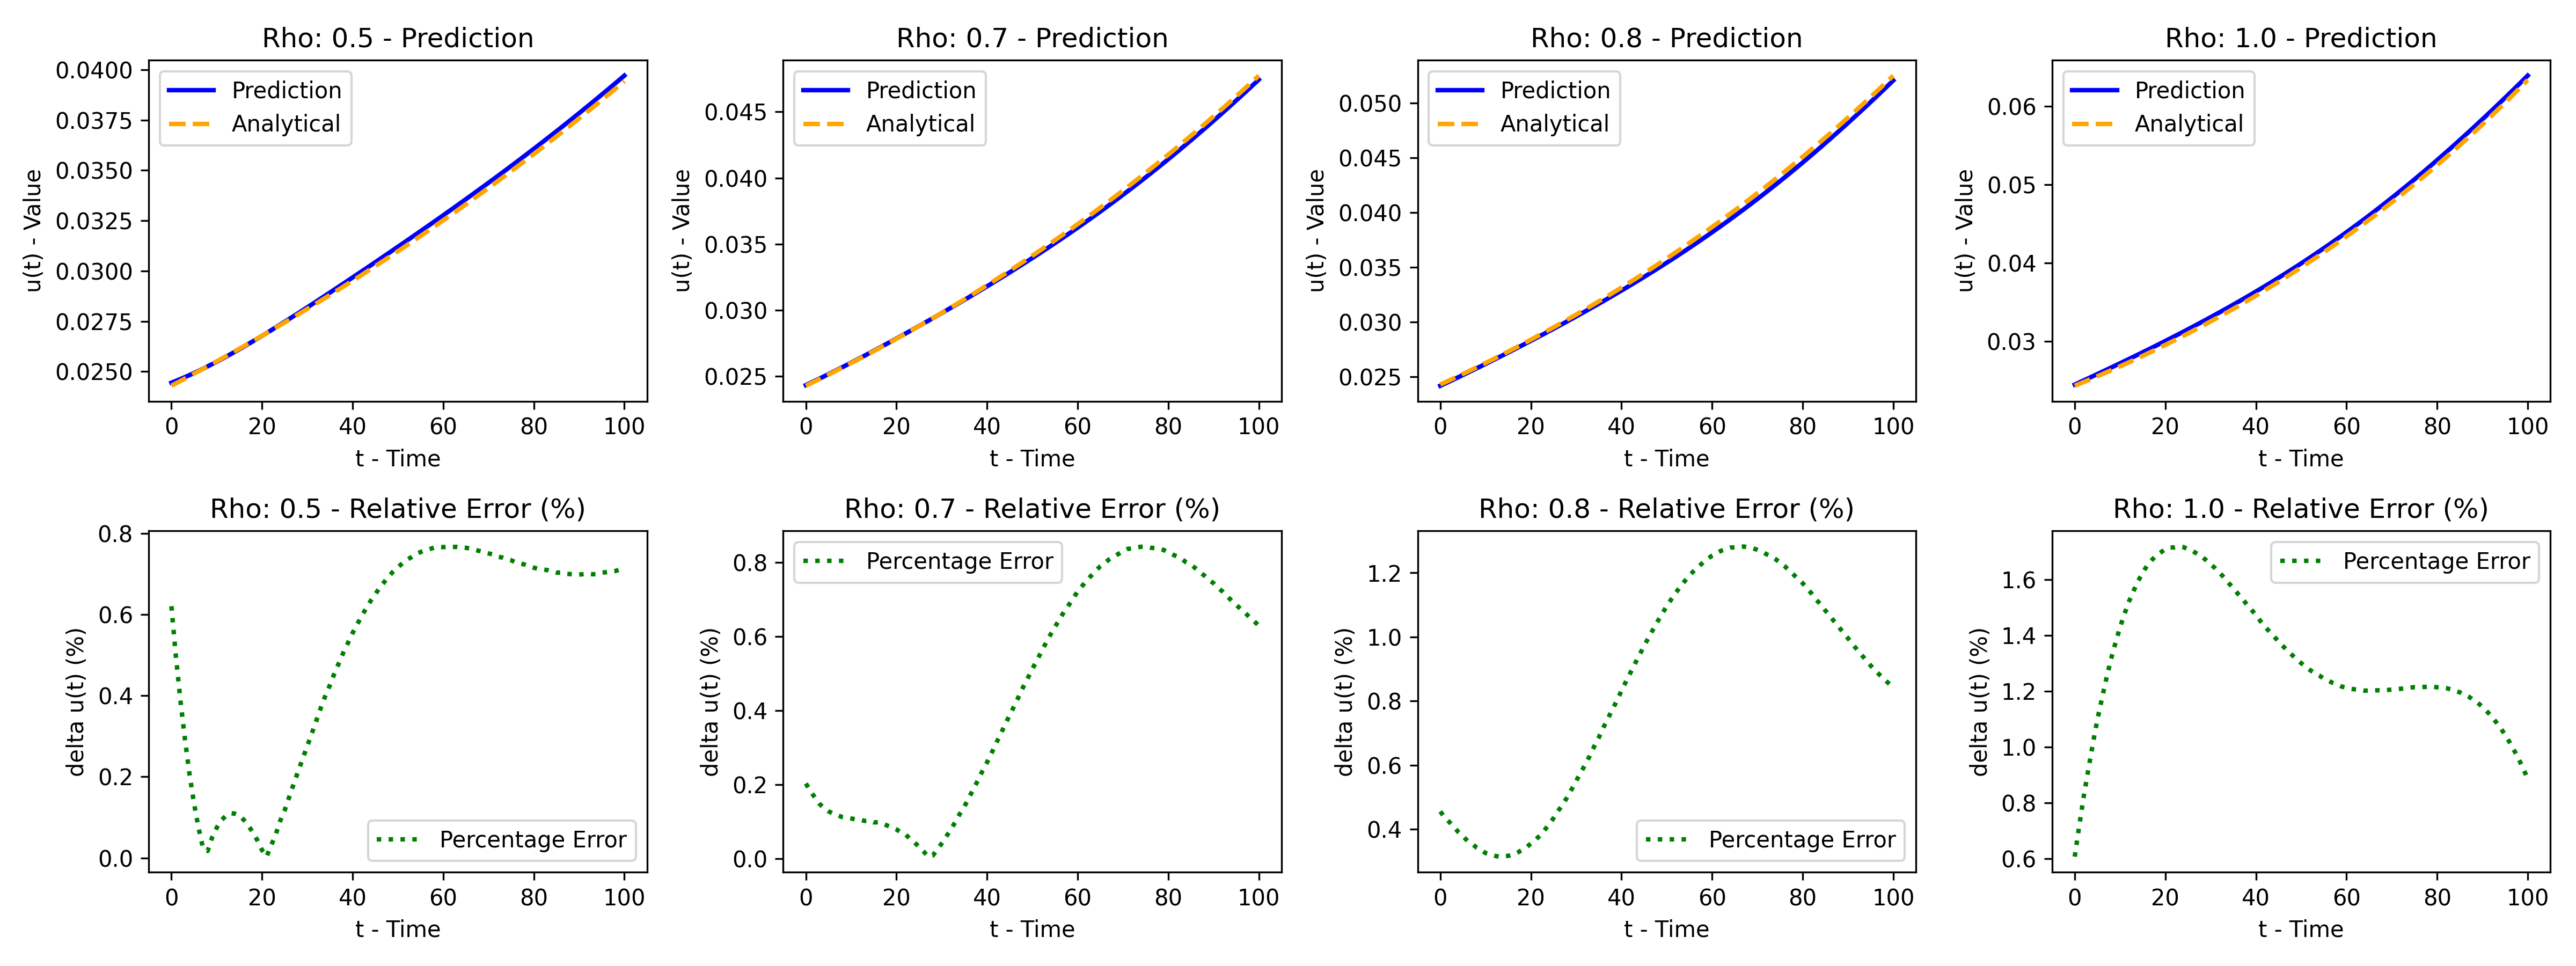 Rho: 0.5 - Prediction
0.0400
0.0375
0.0350
0.0325
0.0300
0.0275
0.0250
u(t) - Value
Prediction
Analytical
0 20 40 60 80 100
t - Time
Rho: 0.7 - Prediction
0.045
0.040
0.035
0.030
0.025
u(t) - Value
Prediction
Analytical
0 20 40 60 80 100
t - Time
Rho: 0.8 - Prediction
0.050
0.045
0.040
0.035
0.030
0.025
u(t) - Value
Prediction
Analytical
0 20 40 60 80 100
t - Time
Rho: 1.0 - Prediction
0.06
0.05
0.04
0.03
u(t) - Value
Prediction
Analytical
0 20 40 60 80 100
t - Time
Rho: 0.5 - Relative Error (%)
0.8
0.6
0.4
0.2
0.0
delta u(t) (%)
Percentage Error
0 20 40 60 80 100
t - Time
Rho: 0.7 - Relative Error (%)
0.8
0.6
0.4
0.2
0.0
delta u(t) (%)
Percentage Error
0 20 40 60 80 100
t - Time
Rho: 0.8 - Relative Error (%)
1.2
1.0
0.8
0.6
0.4
delta u(t) (%)
Percentage Error
0 20 40 60 80 100
t - Time
Rho: 1.0 - Relative Error (%)
1.6
1.4
1.2
1.0
0.8
0.6
delta u(t) (%)
Percentage Error
0 20 40 60 80 100
t - Time